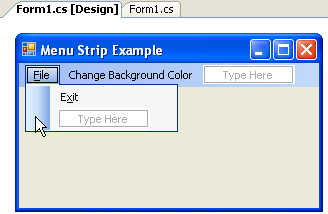 Form1.cs [Design] Form1.cs
Menu Strip Example
File Change Background Color Type Here
Exit
Type Here